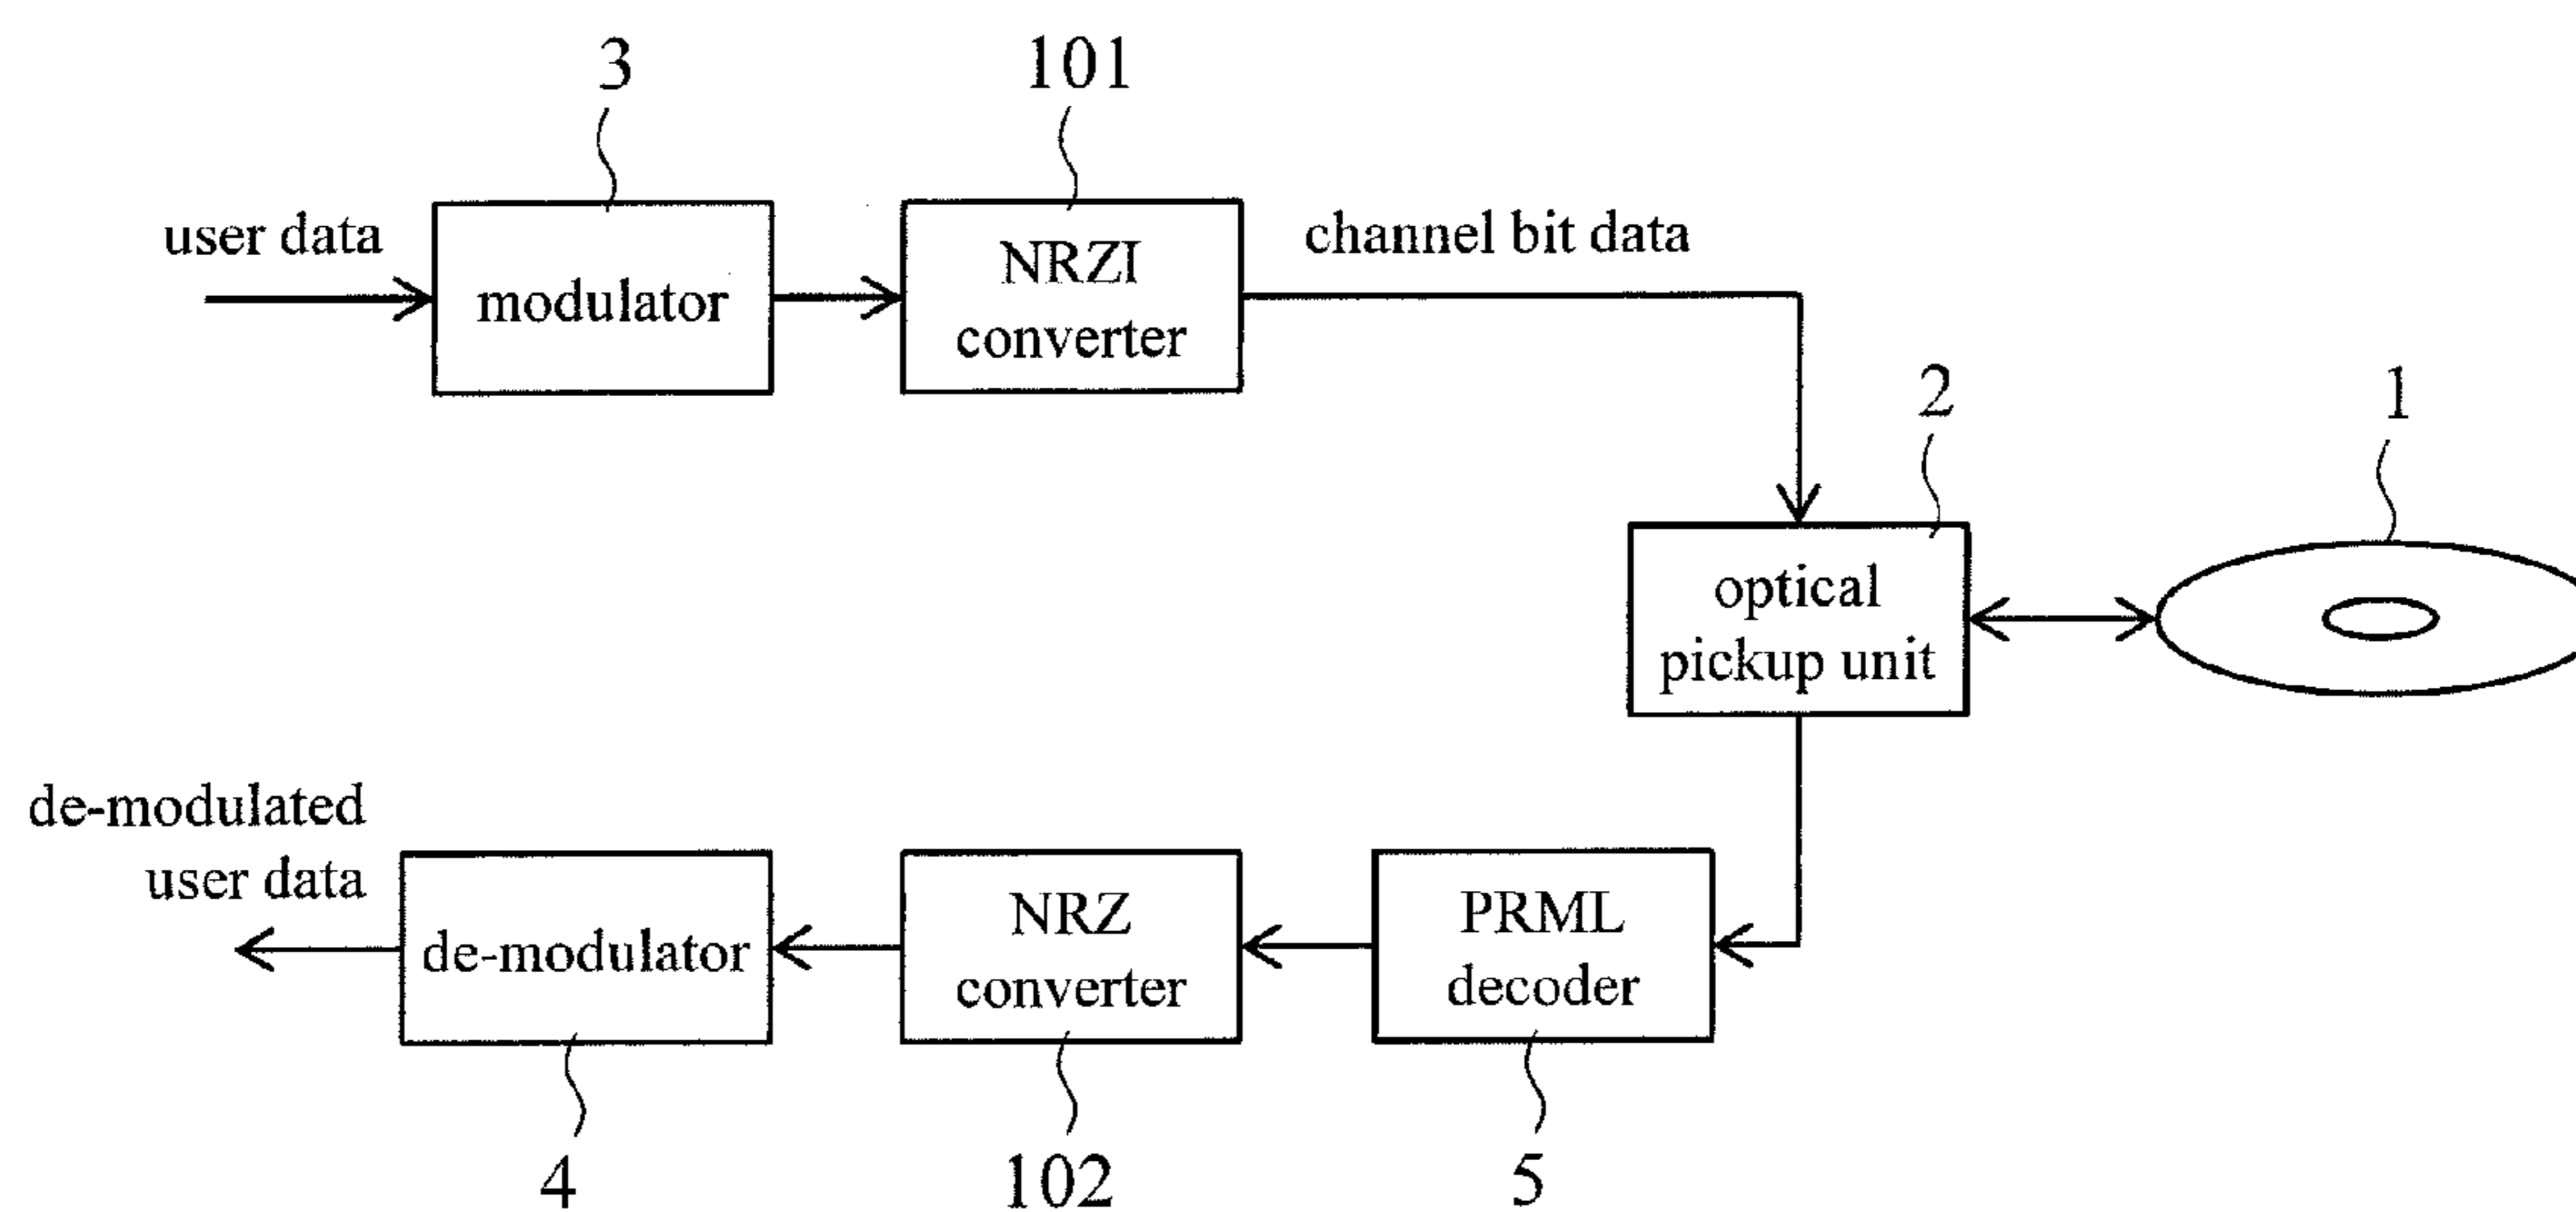 3
101
user data
modulator
NRZI
converter
channel bit data
2
1
optical
pickup unit
de-modulated
user data
de-modulator
NRZ
converter
PRML
decoder
4
102
5